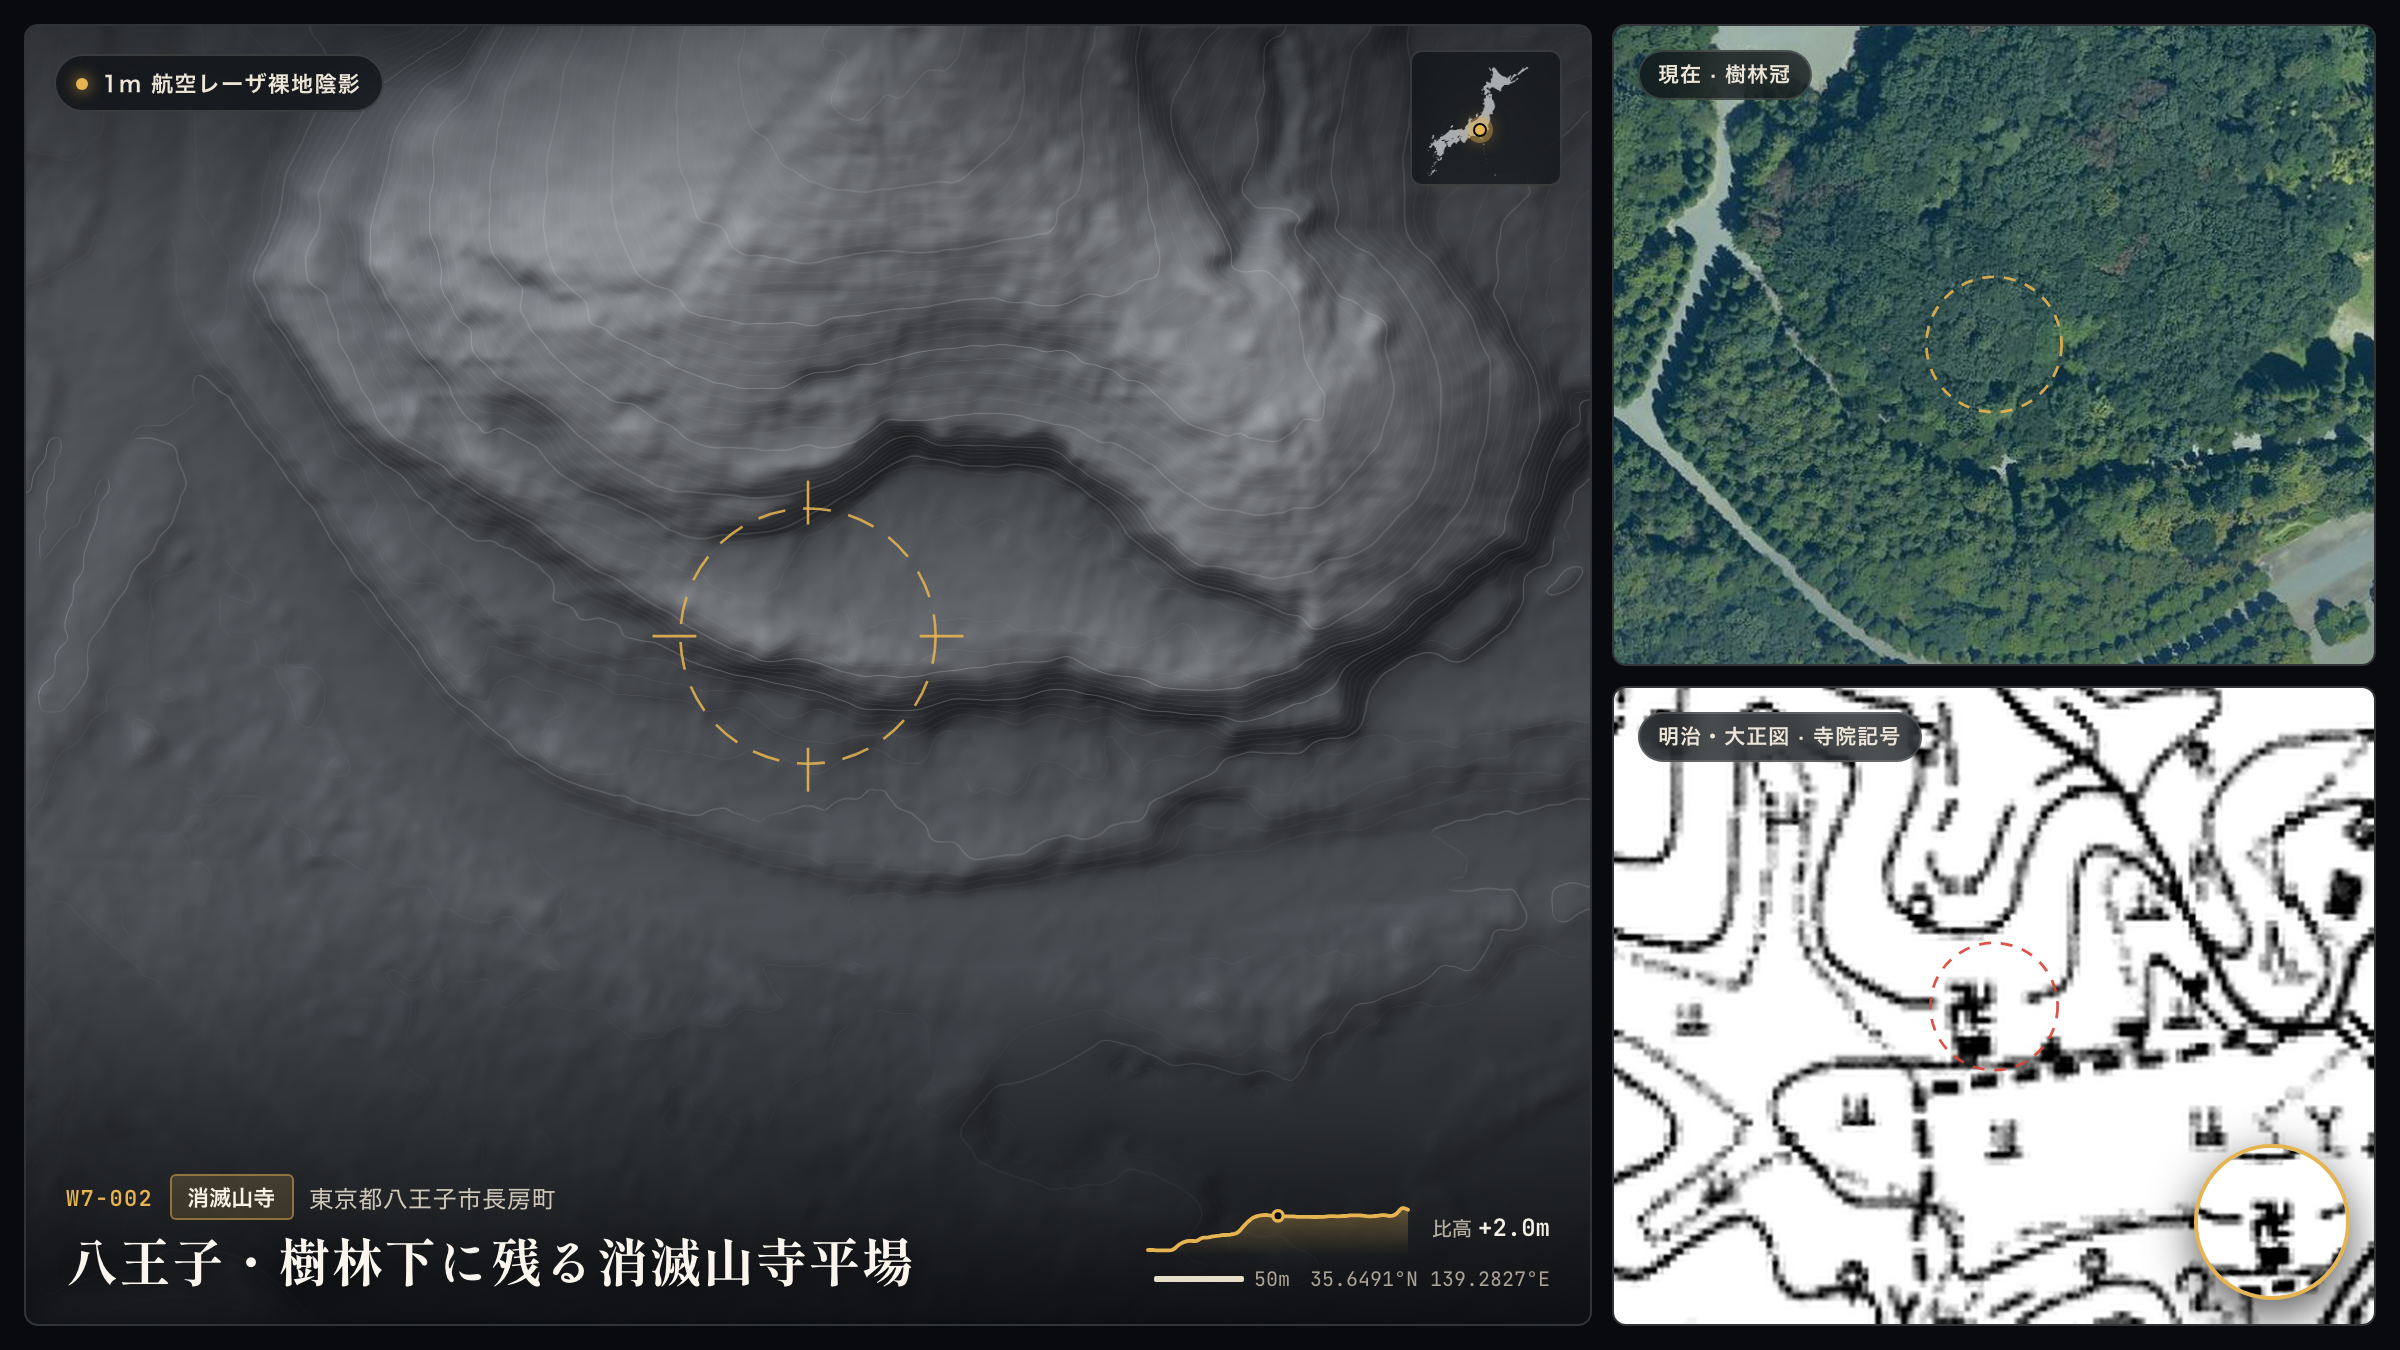 1m 航空レーザ裸地陰影
W7-002 消滅山寺 東京都八王子市長房町
八王子・樹林下に残る消滅山寺平場
比高 +2.0m
50m 35.6491°N 139.2827°E
現在 · 樹林冠
明治・大正図 · 寺院記号